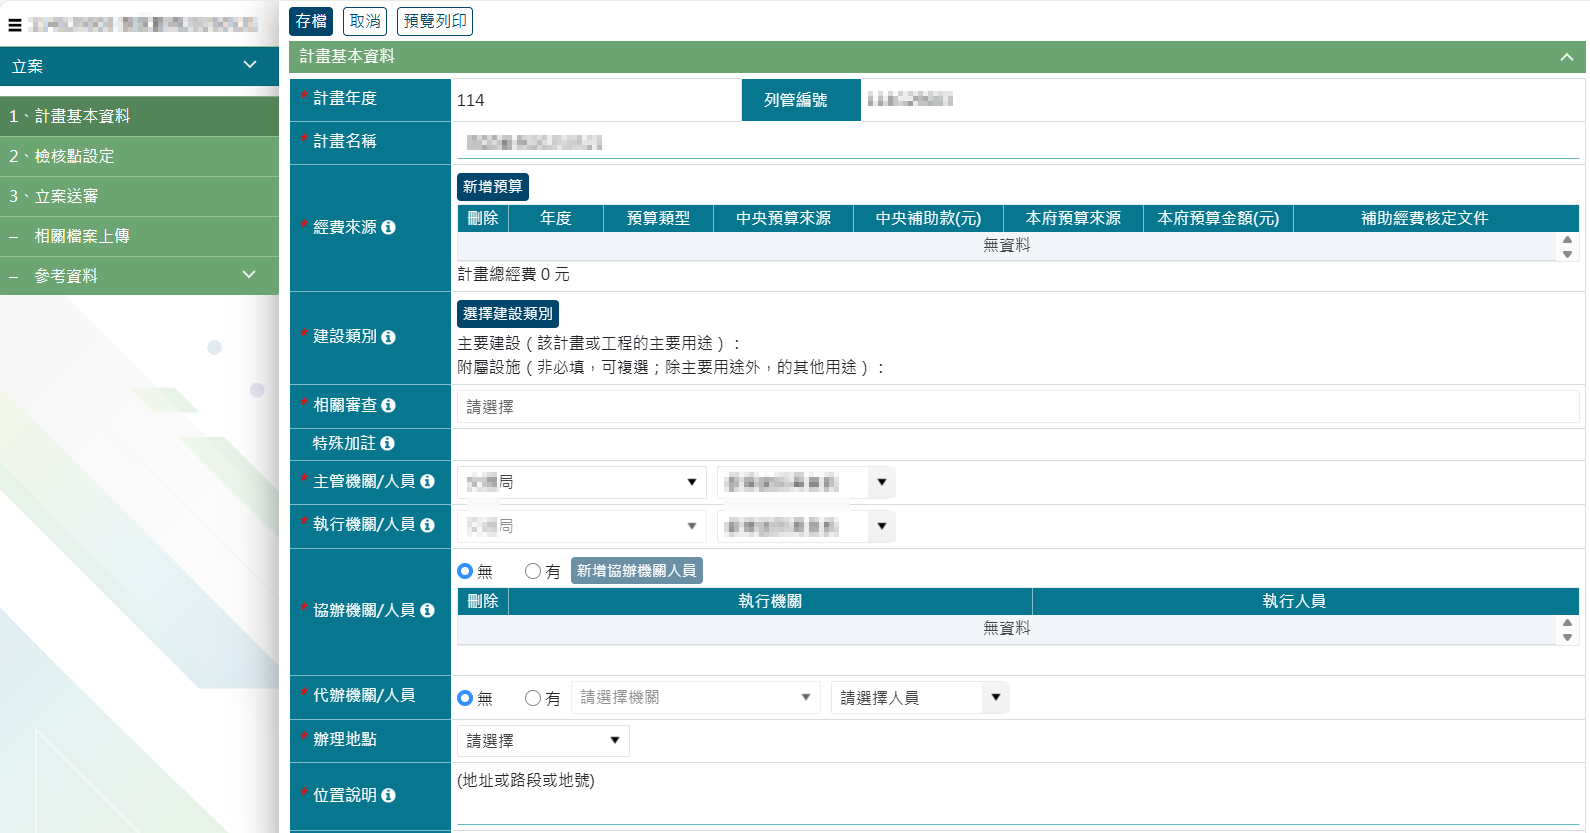 存檔 取消 預覽列印
立案
1、計畫基本資料
2、檢核點設定
3、立案送審
– 相關檔案上傳
– 參考資料
計畫基本資料
* 計畫年度 114 列管編號
* 計畫名稱
* 經費來源
新增預算
刪除 年度 預算類型 中央預算來源 中央補助款(元) 本府預算來源 本府預算金額(元) 補助經費核定文件
無資料
計畫總經費 0 元
* 建設類別
選擇建設類別
主要建設（該計畫或工程的主要用途）：
附屬設施（非必填，可複選；除主要用途外，的其他用途）：
* 相關審查 請選擇
特殊加註
* 主管機關/人員 局
* 執行機關/人員 局
* 協辦機關/人員
無 有 新增協辦機關人員
刪除 執行機關 執行人員
無資料
* 代辦機關/人員 無 有 請選擇機關 請選擇人員
* 辦理地點 請選擇
* 位置說明 (地址或路段或地號)